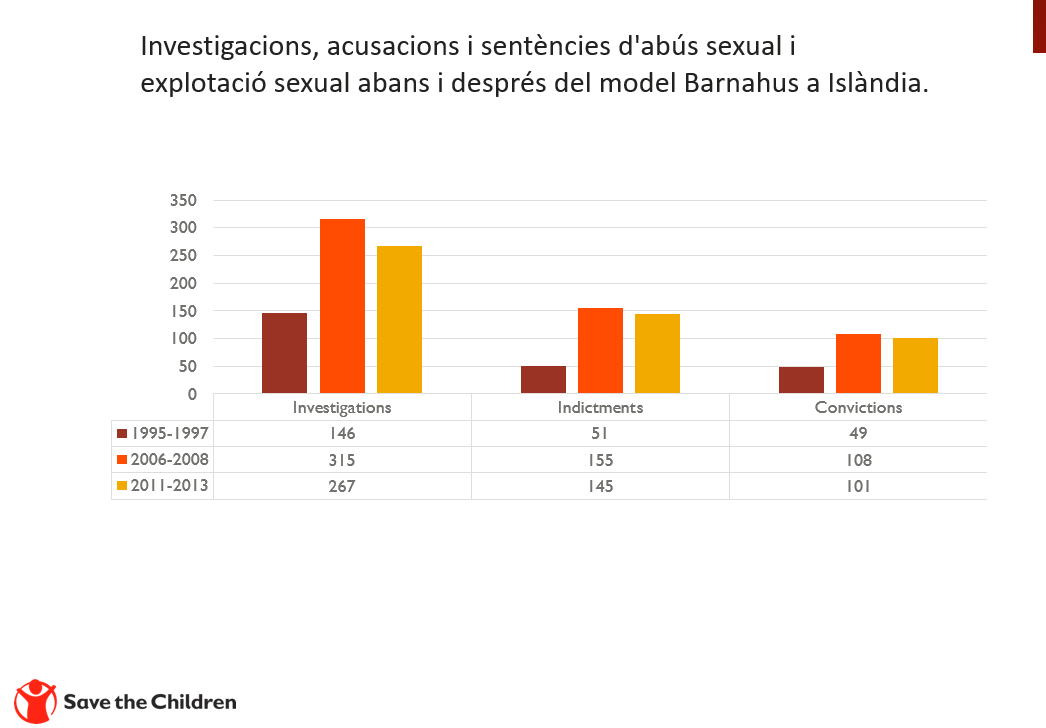 Investigacions, acusacions i sentències d'abús sexual i
explotació sexual abans i després del model Barnahus a Islàndia.
350
300
250
200
150
100
50
0
Investigations Indictments Convictions
1995-1997 146 51 49
2006-2008 315 155 108
2011-2013 267 145 101
Save the Children